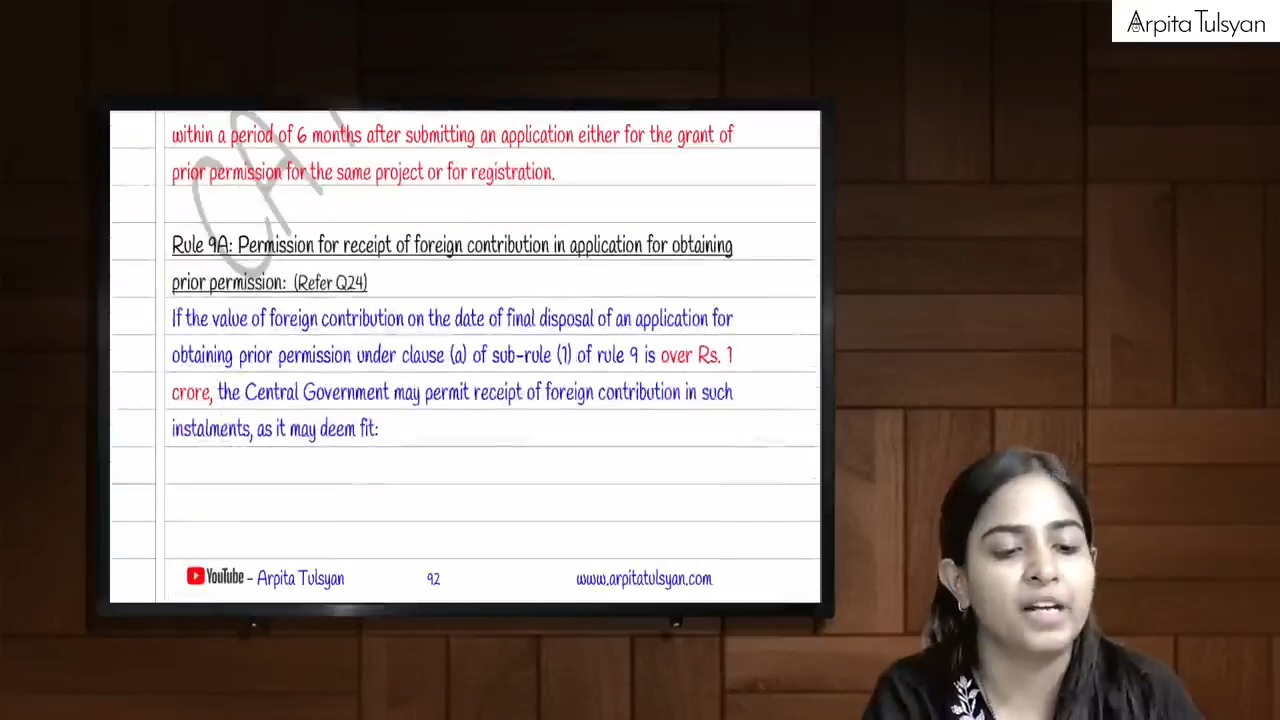 Arpita Tulsyan
within a period of 6 months after submitting an application either for the grant of
prior permission for the same project or for registration.
Rule 9A: Permission for receipt of foreign contribution in application for obtaining
prior permission: (Refer Q24)
If the value of foreign contribution on the date of final disposal of an application for
obtaining prior permission under clause (a) of sub-rule (1) of rule 9 is over Rs. 1
crore, the Central Government may permit receipt of foreign contribution in such
instalments, as it may deem fit:
YouTube - Arpita Tulsyan 92 www.arpitatulsyan.com